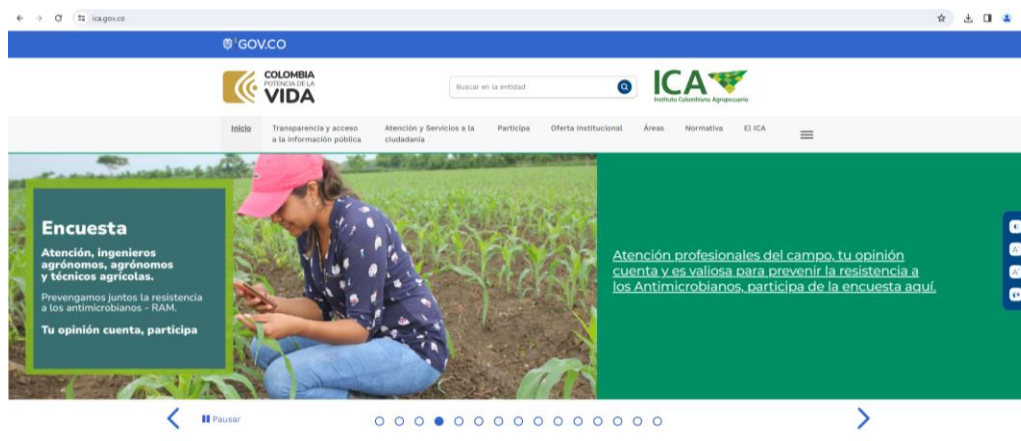 ica.gov.co
GOV.CO
COLOMBIA
POTENCIA DE LA
VIDA
Buscar en la entidad
ICA
Instituto Colombiano Agropecuario
Inicio
Transparencia y acceso
a la información pública
Atención y Servicios a la
ciudadanía
Participa
Oferta Institucional
Áreas
Normativa
El ICA
Encuesta
Atención, ingenieros
agrónomos, agrónomos
y técnicos agrícolas.
Prevengamos juntos la resistencia
a los antimicrobianos - RAM.
Tu opinión cuenta, participa
Atención profesionales del campo, tu opinión
cuenta y es valiosa para prevenir la resistencia a
los Antimicrobianos, participa de la encuesta aquí.
Pausar